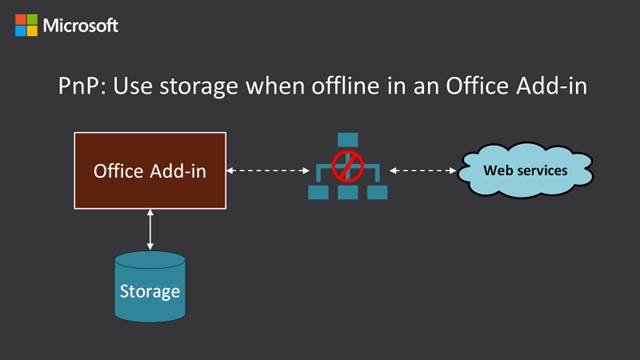 Microsoft
PnP: Use storage when offline in an Office Add-in
Office Add-in
Web services
Storage